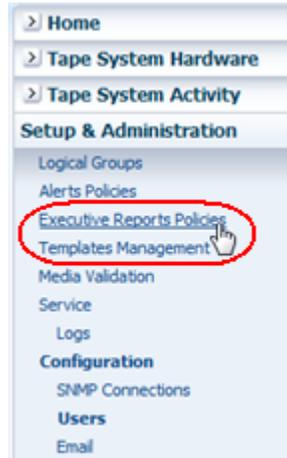 Home
Tape System Hardware
Tape System Activity
Setup & Administration
Logical Groups
Alerts Policies
Executive Reports Policies
Templates Management
Media Validation
Service
Logs
Configuration
SNMP Connections
Users
Email